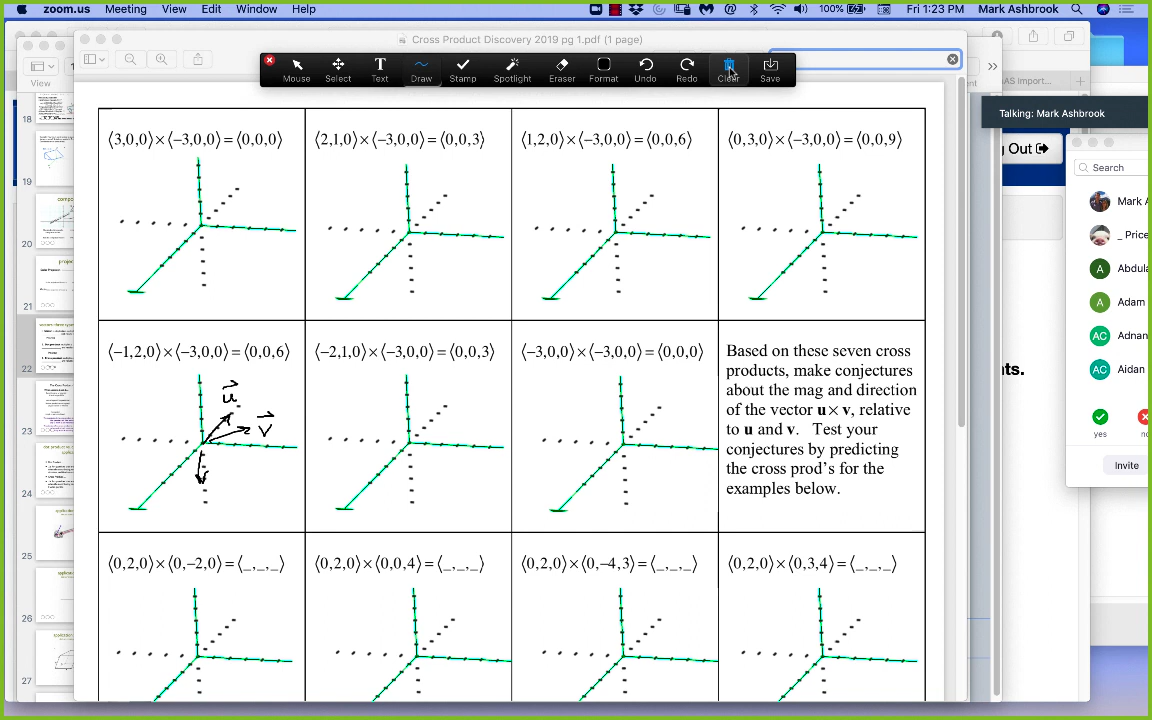 zoom.us Meeting View Edit Window Help 100% Fri 1:23 PM Mark Ashbrook
Cross Product Discovery 2019 pg 1.pdf (1 page)
Mouse Select Text Draw Stamp Spotlight Eraser Format Undo Redo Clear Save
View
Talking: Mark Ashbrook
Out
Search
Mark A
_ Price
A Abdula
A Adam
AC Adnan
AC Aidan
yes no
Invite
18
19
20
21
22
23
24
25
26
27
⟨3,0,0⟩×⟨−3,0,0⟩=⟨0,0,0⟩
⟨2,1,0⟩×⟨−3,0,0⟩=⟨0,0,3⟩
⟨1,2,0⟩×⟨−3,0,0⟩=⟨0,0,6⟩
⟨0,3,0⟩×⟨−3,0,0⟩=⟨0,0,9⟩
⟨−1,2,0⟩×⟨−3,0,0⟩=⟨0,0,6⟩
u
v
⟨−2,1,0⟩×⟨−3,0,0⟩=⟨0,0,3⟩
⟨−3,0,0⟩×⟨−3,0,0⟩=⟨0,0,0⟩
Based on these seven cross
products, make conjectures
about the mag and direction
of the vector u×v, relative
to u and v. Test your
conjectures by predicting
the cross prod's for the
examples below.
⟨0,2,0⟩×⟨0,−2,0⟩=⟨_,_,_⟩
⟨0,2,0⟩×⟨0,0,4⟩=⟨_,_,_⟩
⟨0,2,0⟩×⟨0,−4,3⟩=⟨_,_,_⟩
⟨0,2,0⟩×⟨0,3,4⟩=⟨_,_,_⟩